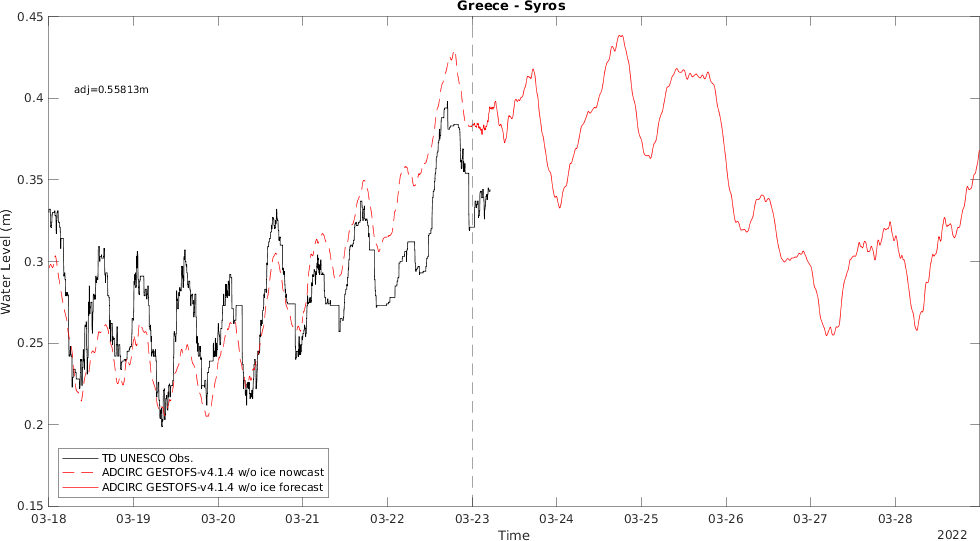 Greece - Syros
0.45
0.4
0.35
0.3
0.25
0.2
0.15
Water Level (m)
adj=0.55813m
TD UNESCO Obs.
ADCIRC GESTOFS-v4.1.4 w/o ice nowcast
ADCIRC GESTOFS-v4.1.4 w/o ice forecast
03-18 03-19 03-20 03-21 03-22 03-23 03-24 03-25 03-26 03-27 03-28
Time
2022